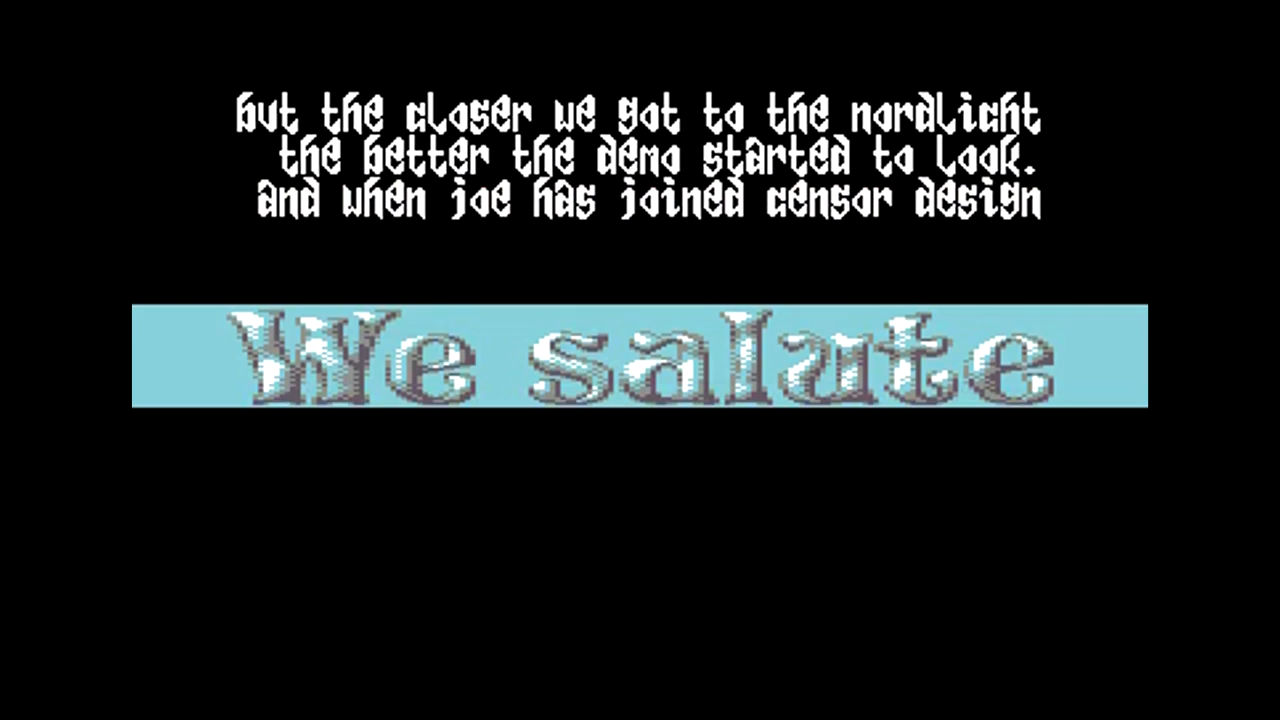 but the closer we got to the nordlicht
the better the demo started to look.
and when joe has joined censor design
We salute